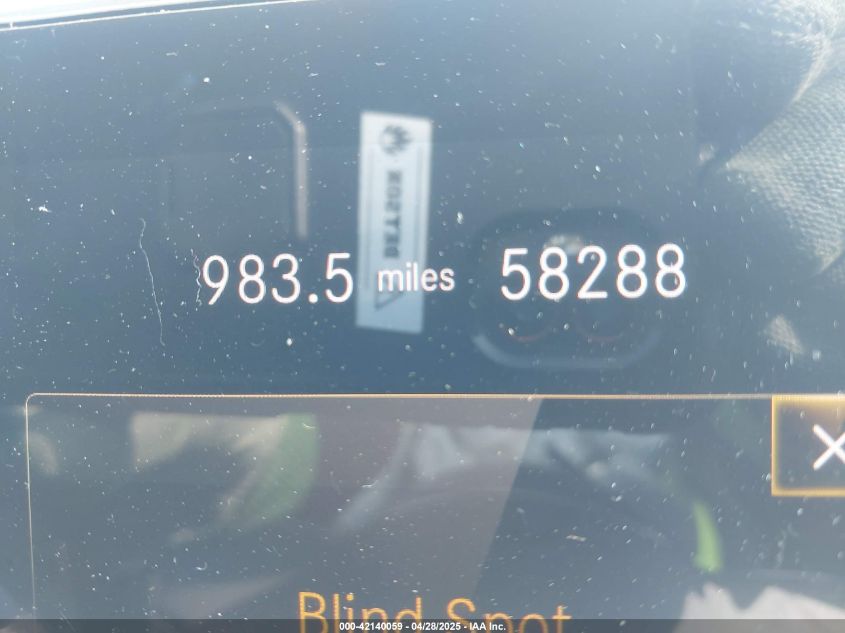 983.5 miles 58288
Blind Spot
000-42140059 - 04/28/2025 - IAA Inc.